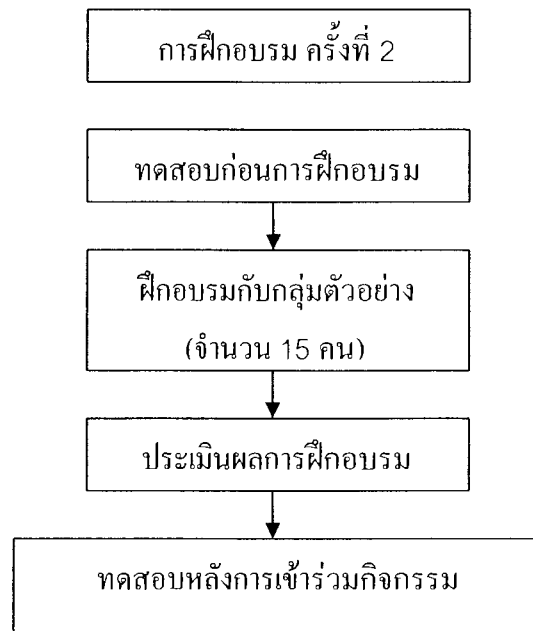 การฝึกอบรม ครั้งที่ 2
ทดสอบก่อนการฝึกอบรม
ฝึกอบรมกับกลุ่มตัวอย่าง
(จำนวน 15 คน)
ประเมินผลการฝึกอบรม
ทดสอบหลังการเข้าร่วมกิจกรรม